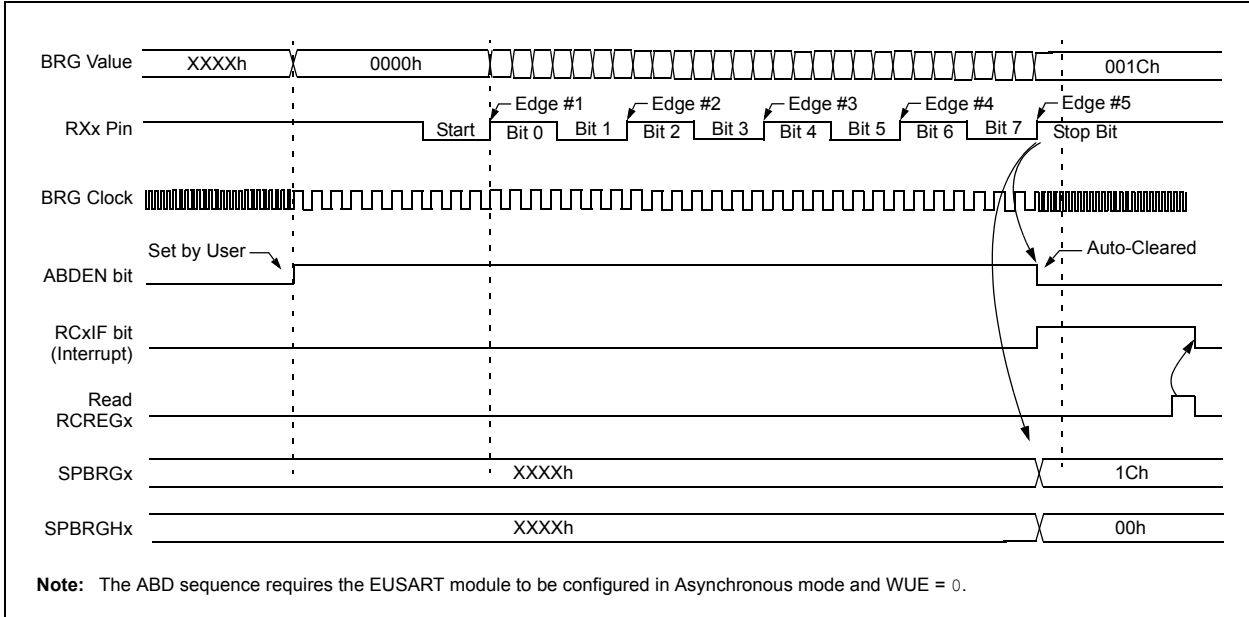 BRG Value XXXXh 0000h 001Ch
Edge #1 Edge #2 Edge #3 Edge #4 Edge #5
RXx Pin Start Bit 0 Bit 1 Bit 2 Bit 3 Bit 4 Bit 5 Bit 6 Bit 7 Stop Bit
BRG Clock
Set by User Auto-Cleared
ABDEN bit
RCxIF bit
(Interrupt)
Read
RCREGx
SPBRGx XXXXh 1Ch
SPBRGHx XXXXh 00h
Note: The ABD sequence requires the EUSART module to be configured in Asynchronous mode and WUE = 0.